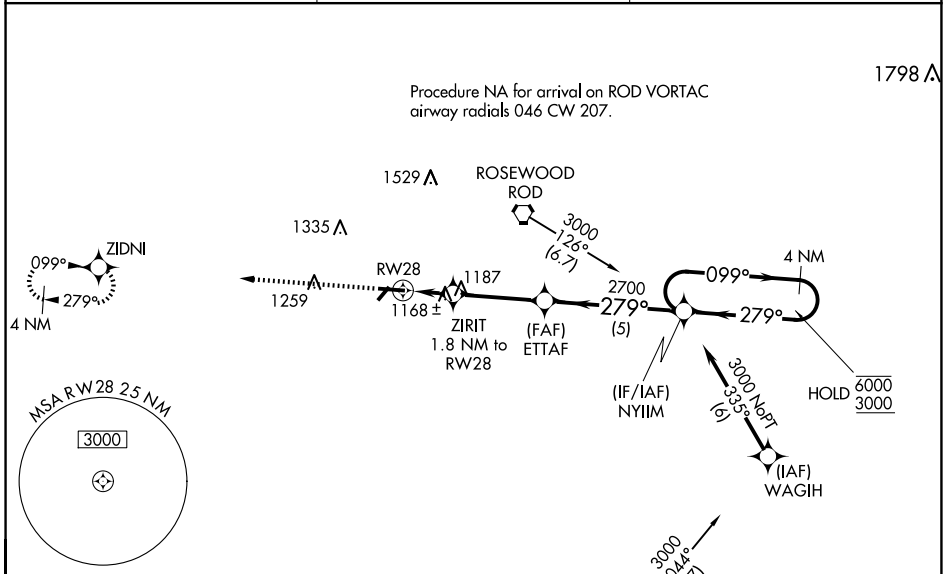 1798
Procedure NA for arrival on ROD VORTAC
airway radials 046 CW 207.
1529
ROSEWOOD
ROD
3000
126°
(6.7)
1335
ZIDNI
099°
279°
4 NM
1259
RW28
1187
1168 ±
ZIRIT
1.8 NM to
RW28
(FAF)
ETTAF
2700
279°
(5)
099°
4 NM
279°
(IF/IAF)
NYIIM
HOLD
6000
3000
3000 NoPT
335°
(6)
(IAF)
WAGIH
MSA RW28 25 NM
3000
3000
044°